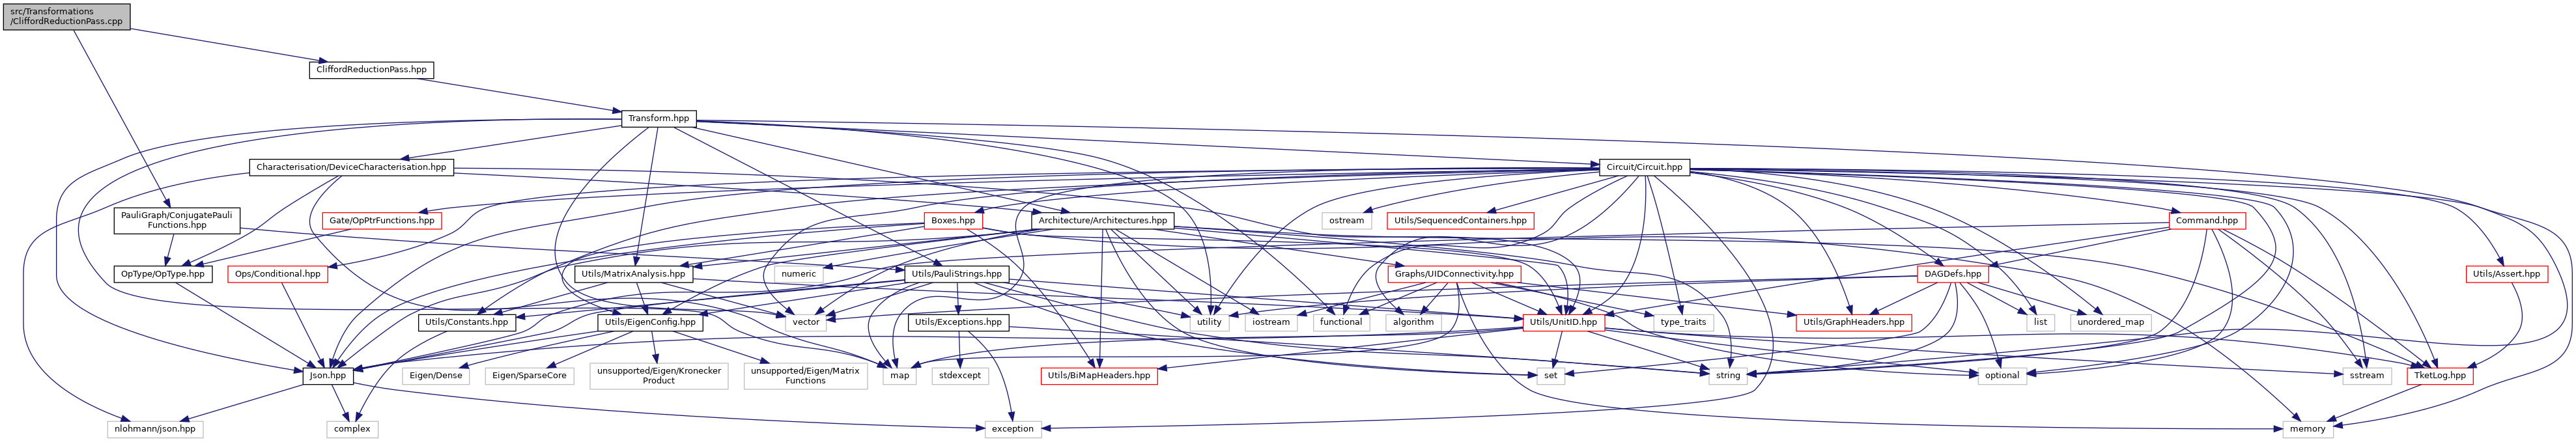 src/Transformations
/CliffordReductionPass.cpp
CliffordReductionPass.hpp
Transform.hpp
Characterisation/DeviceCharacterisation.hpp
Circuit/Circuit.hpp
PauliGraph/ConjugatePauli
Functions.hpp
Gate/OpPtrFunctions.hpp
Boxes.hpp
Architecture/Architectures.hpp
ostream
Utils/SequencedContainers.hpp
Command.hpp
OpType/OpType.hpp
Ops/Conditional.hpp
Utils/MatrixAnalysis.hpp
numeric
Utils/PauliStrings.hpp
Graphs/UIDConnectivity.hpp
DAGDefs.hpp
Utils/Assert.hpp
Utils/Constants.hpp
Utils/EigenConfig.hpp
vector
Utils/Exceptions.hpp
utility
iostream
functional
algorithm
Utils/UnitID.hpp
type_traits
Utils/GraphHeaders.hpp
list
unordered_map
Json.hpp
Eigen/Dense
Eigen/SparseCore
unsupported/Eigen/Kronecker
Product
unsupported/Eigen/Matrix
Functions
map
stdexcept
Utils/BiMapHeaders.hpp
set
string
optional
sstream
TketLog.hpp
nlohmann/json.hpp
complex
exception
memory